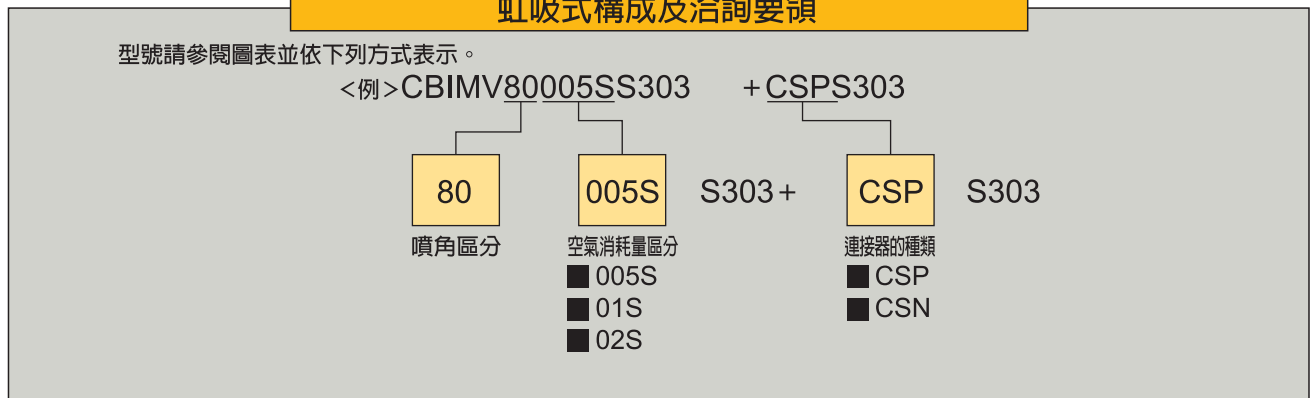 虹吸式構成及洽詢要領
型號請參閱圖表並依下列方式表示。
<例>CBIMV80005SS303 +CSPS303
80 005S S303+ CSP S303
噴角區分 空氣消耗量區分 連接器的種類
■005S ■CSP
■01S ■CSN
■02S